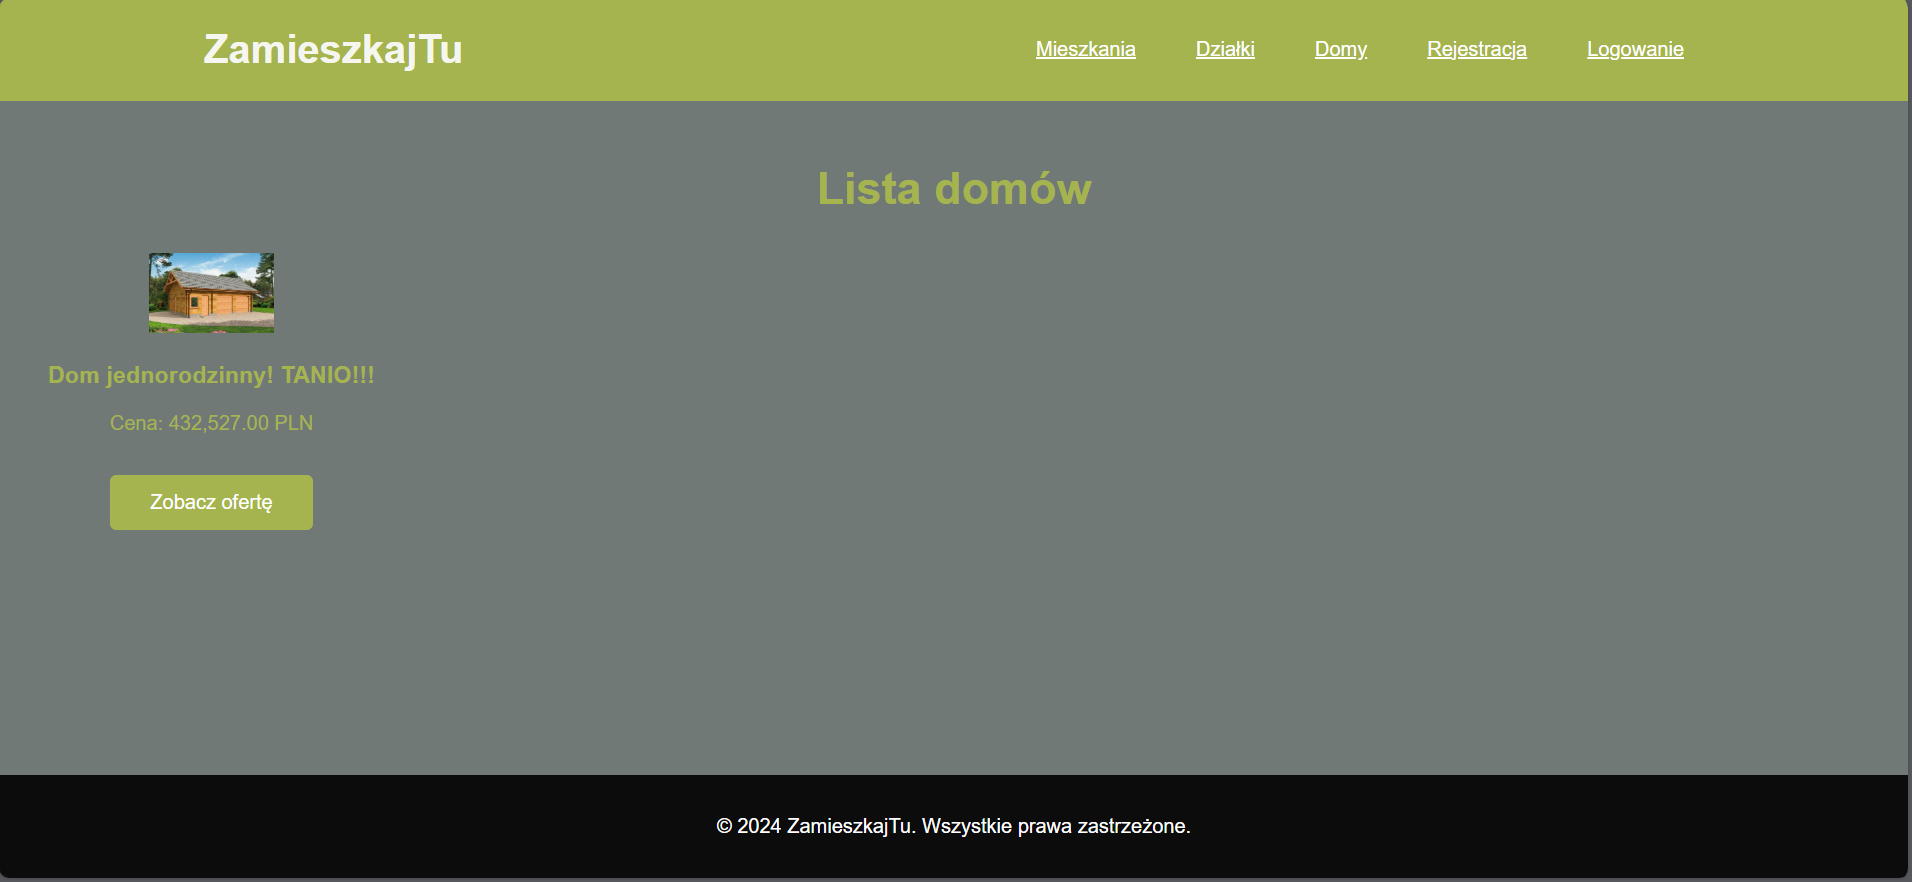 ZamieszkajTu
Mieszkania Działki Domy Rejestracja Logowanie
Lista domów
Dom jednorodzinny! TANIO!!!
Cena: 432,527.00 PLN
Zobacz ofertę
© 2024 ZamieszkajTu. Wszystkie prawa zastrzeżone.